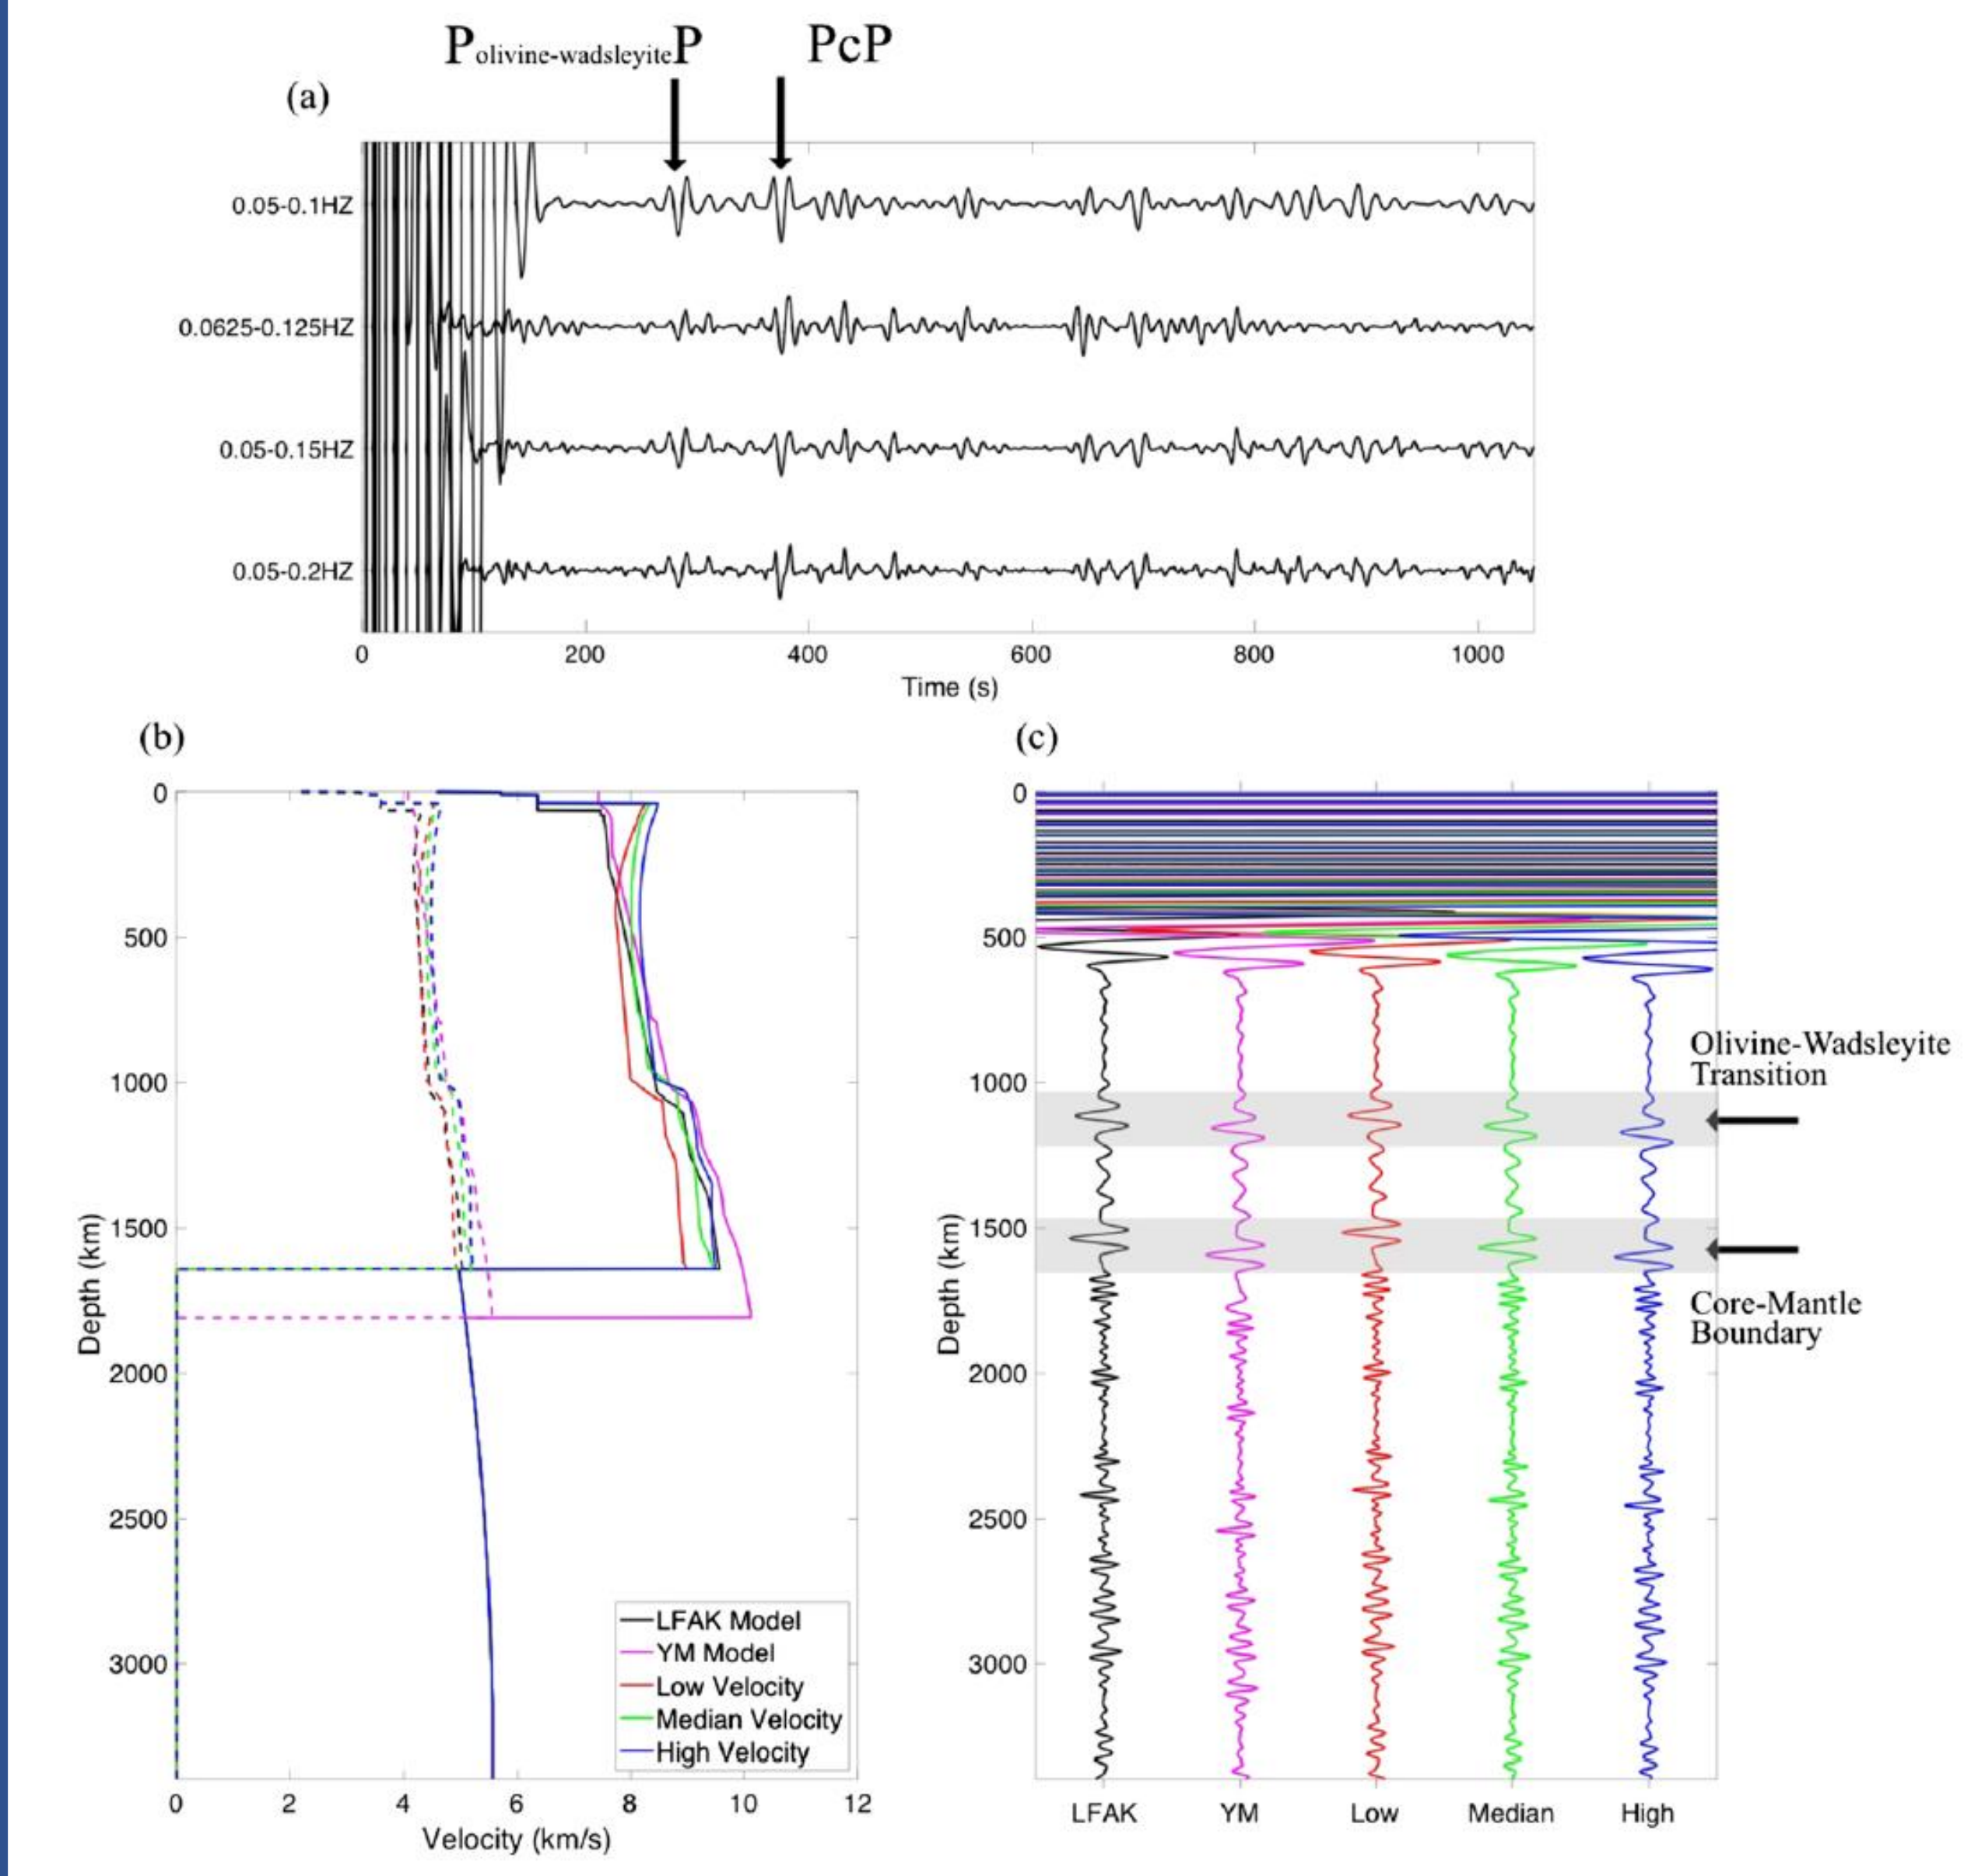 Polivine-wadsleyiteP PcP
(a)
0.05-0.1HZ
0.0625-0.125HZ
0.05-0.15HZ
0.05-0.2HZ
0 200 400 600 800 1000
Time (s)
(b)
0
500
1000
1500
2000
2500
3000
Depth (km)
LFAK Model
YM Model
Low Velocity
Median Velocity
High Velocity
0 2 4 6 8 10 12
Velocity (km/s)
(c)
0
500
1000
1500
2000
2500
3000
Depth (km)
Olivine-Wadsleyite
Transition
Core-Mantle
Boundary
LFAK YM Low Median High